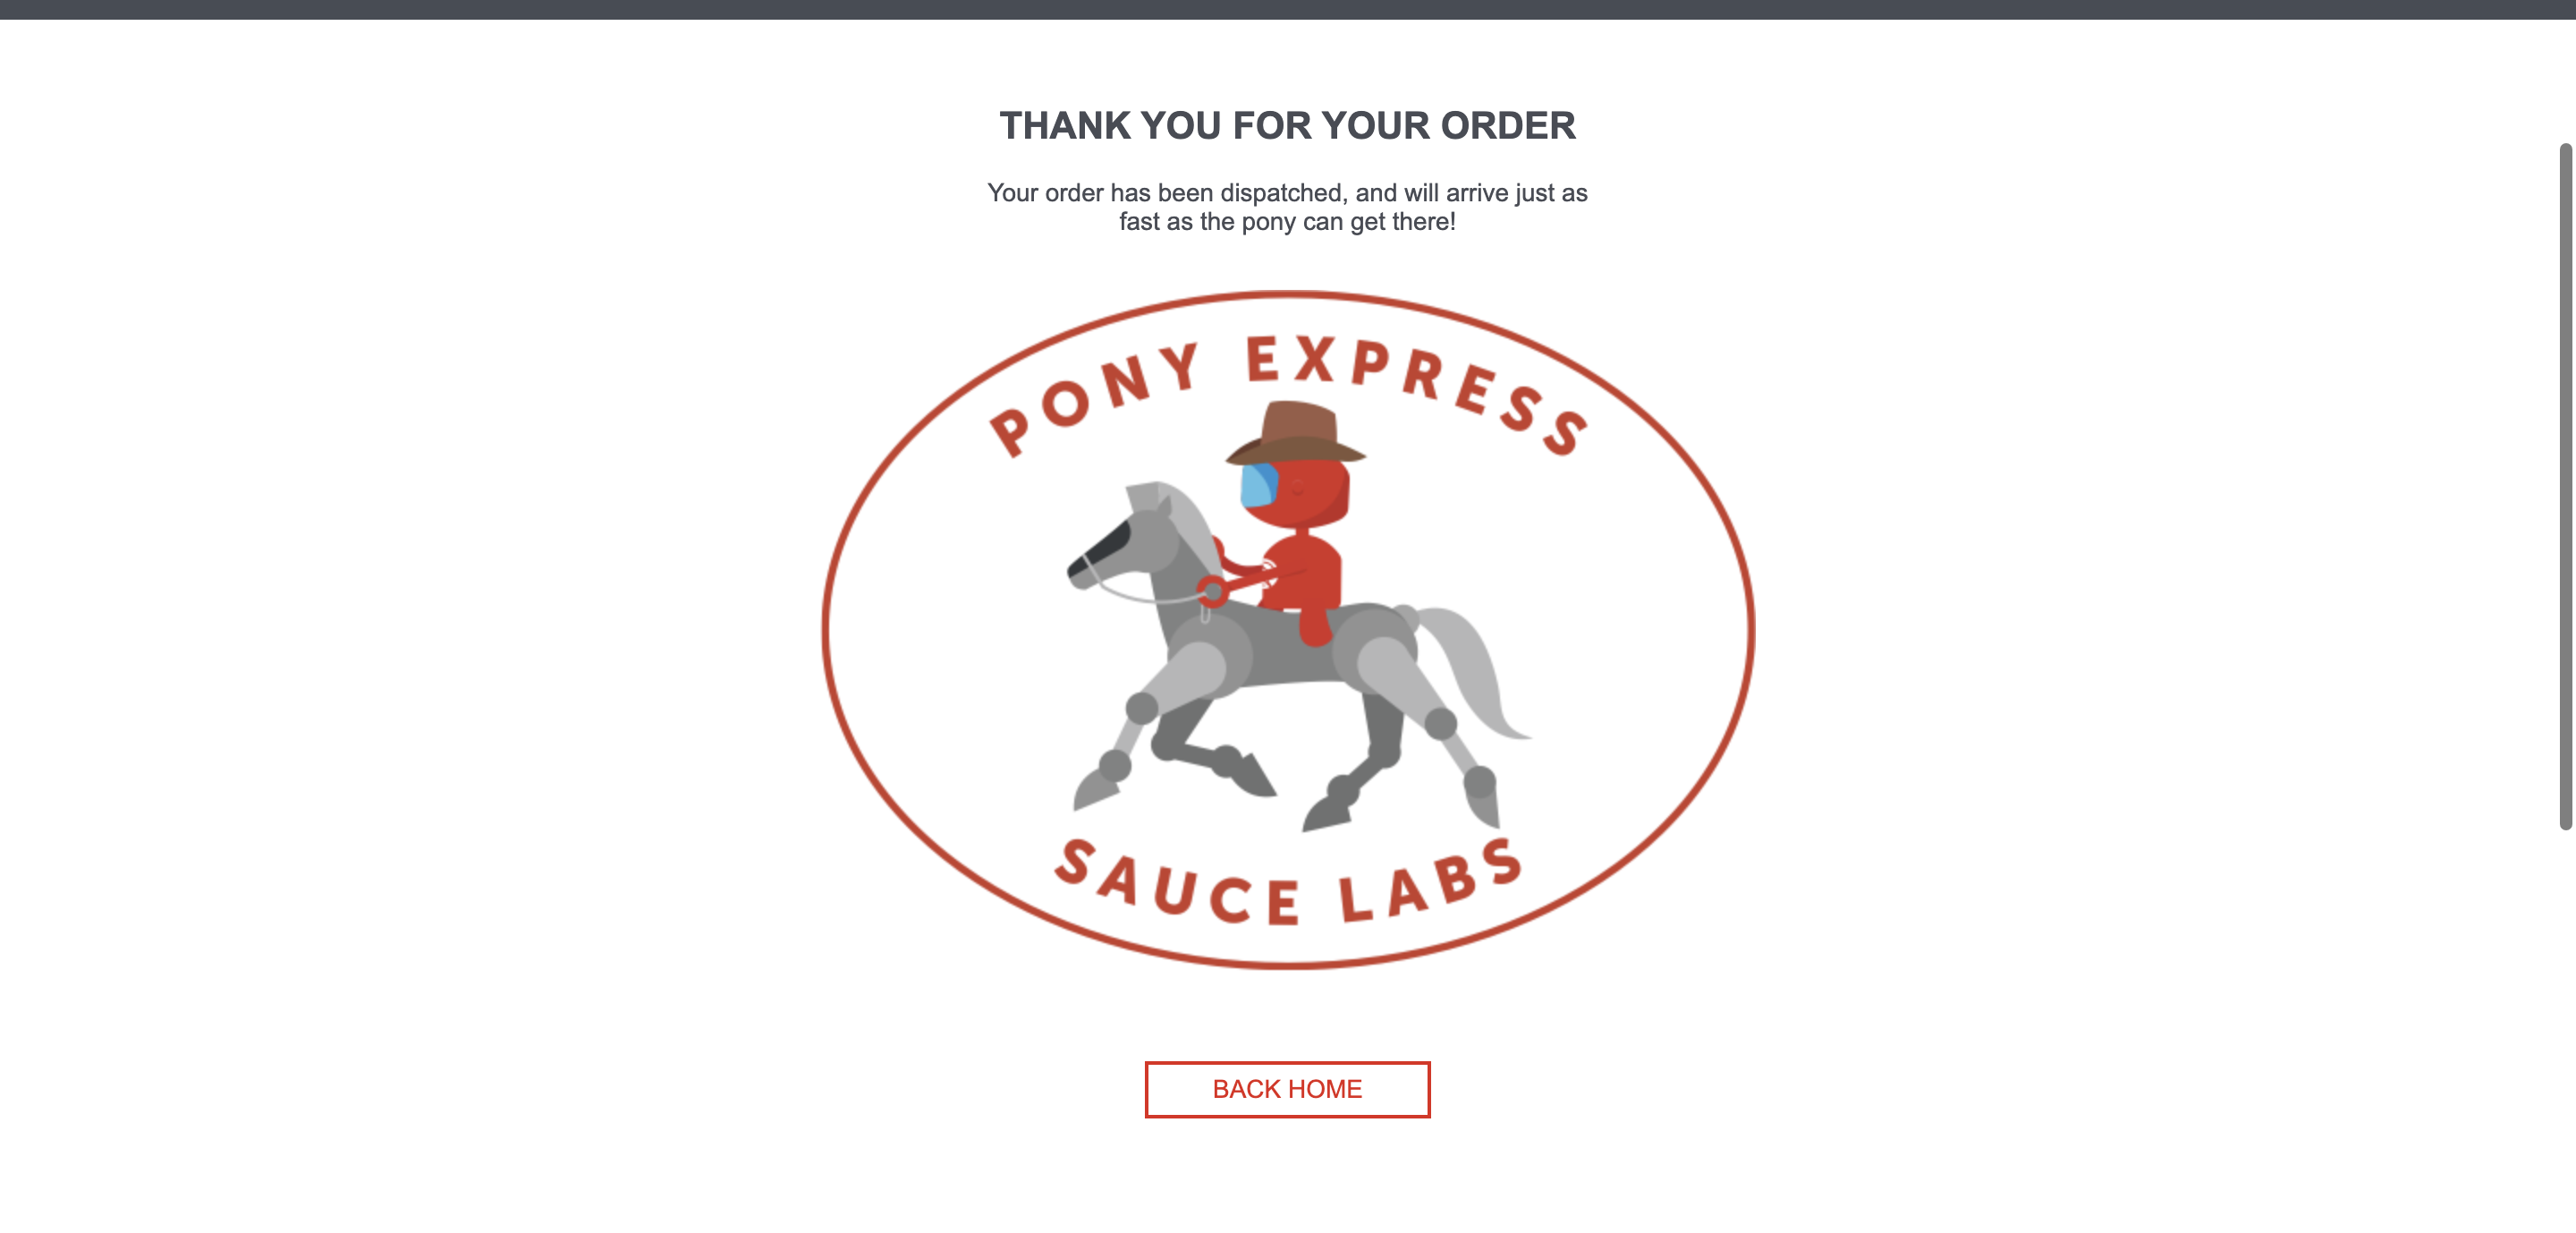 THANK YOU FOR YOUR ORDER
Your order has been dispatched, and will arrive just as
fast as the pony can get there!
PONY EXPRESS
SAUCE LABS
BACK HOME